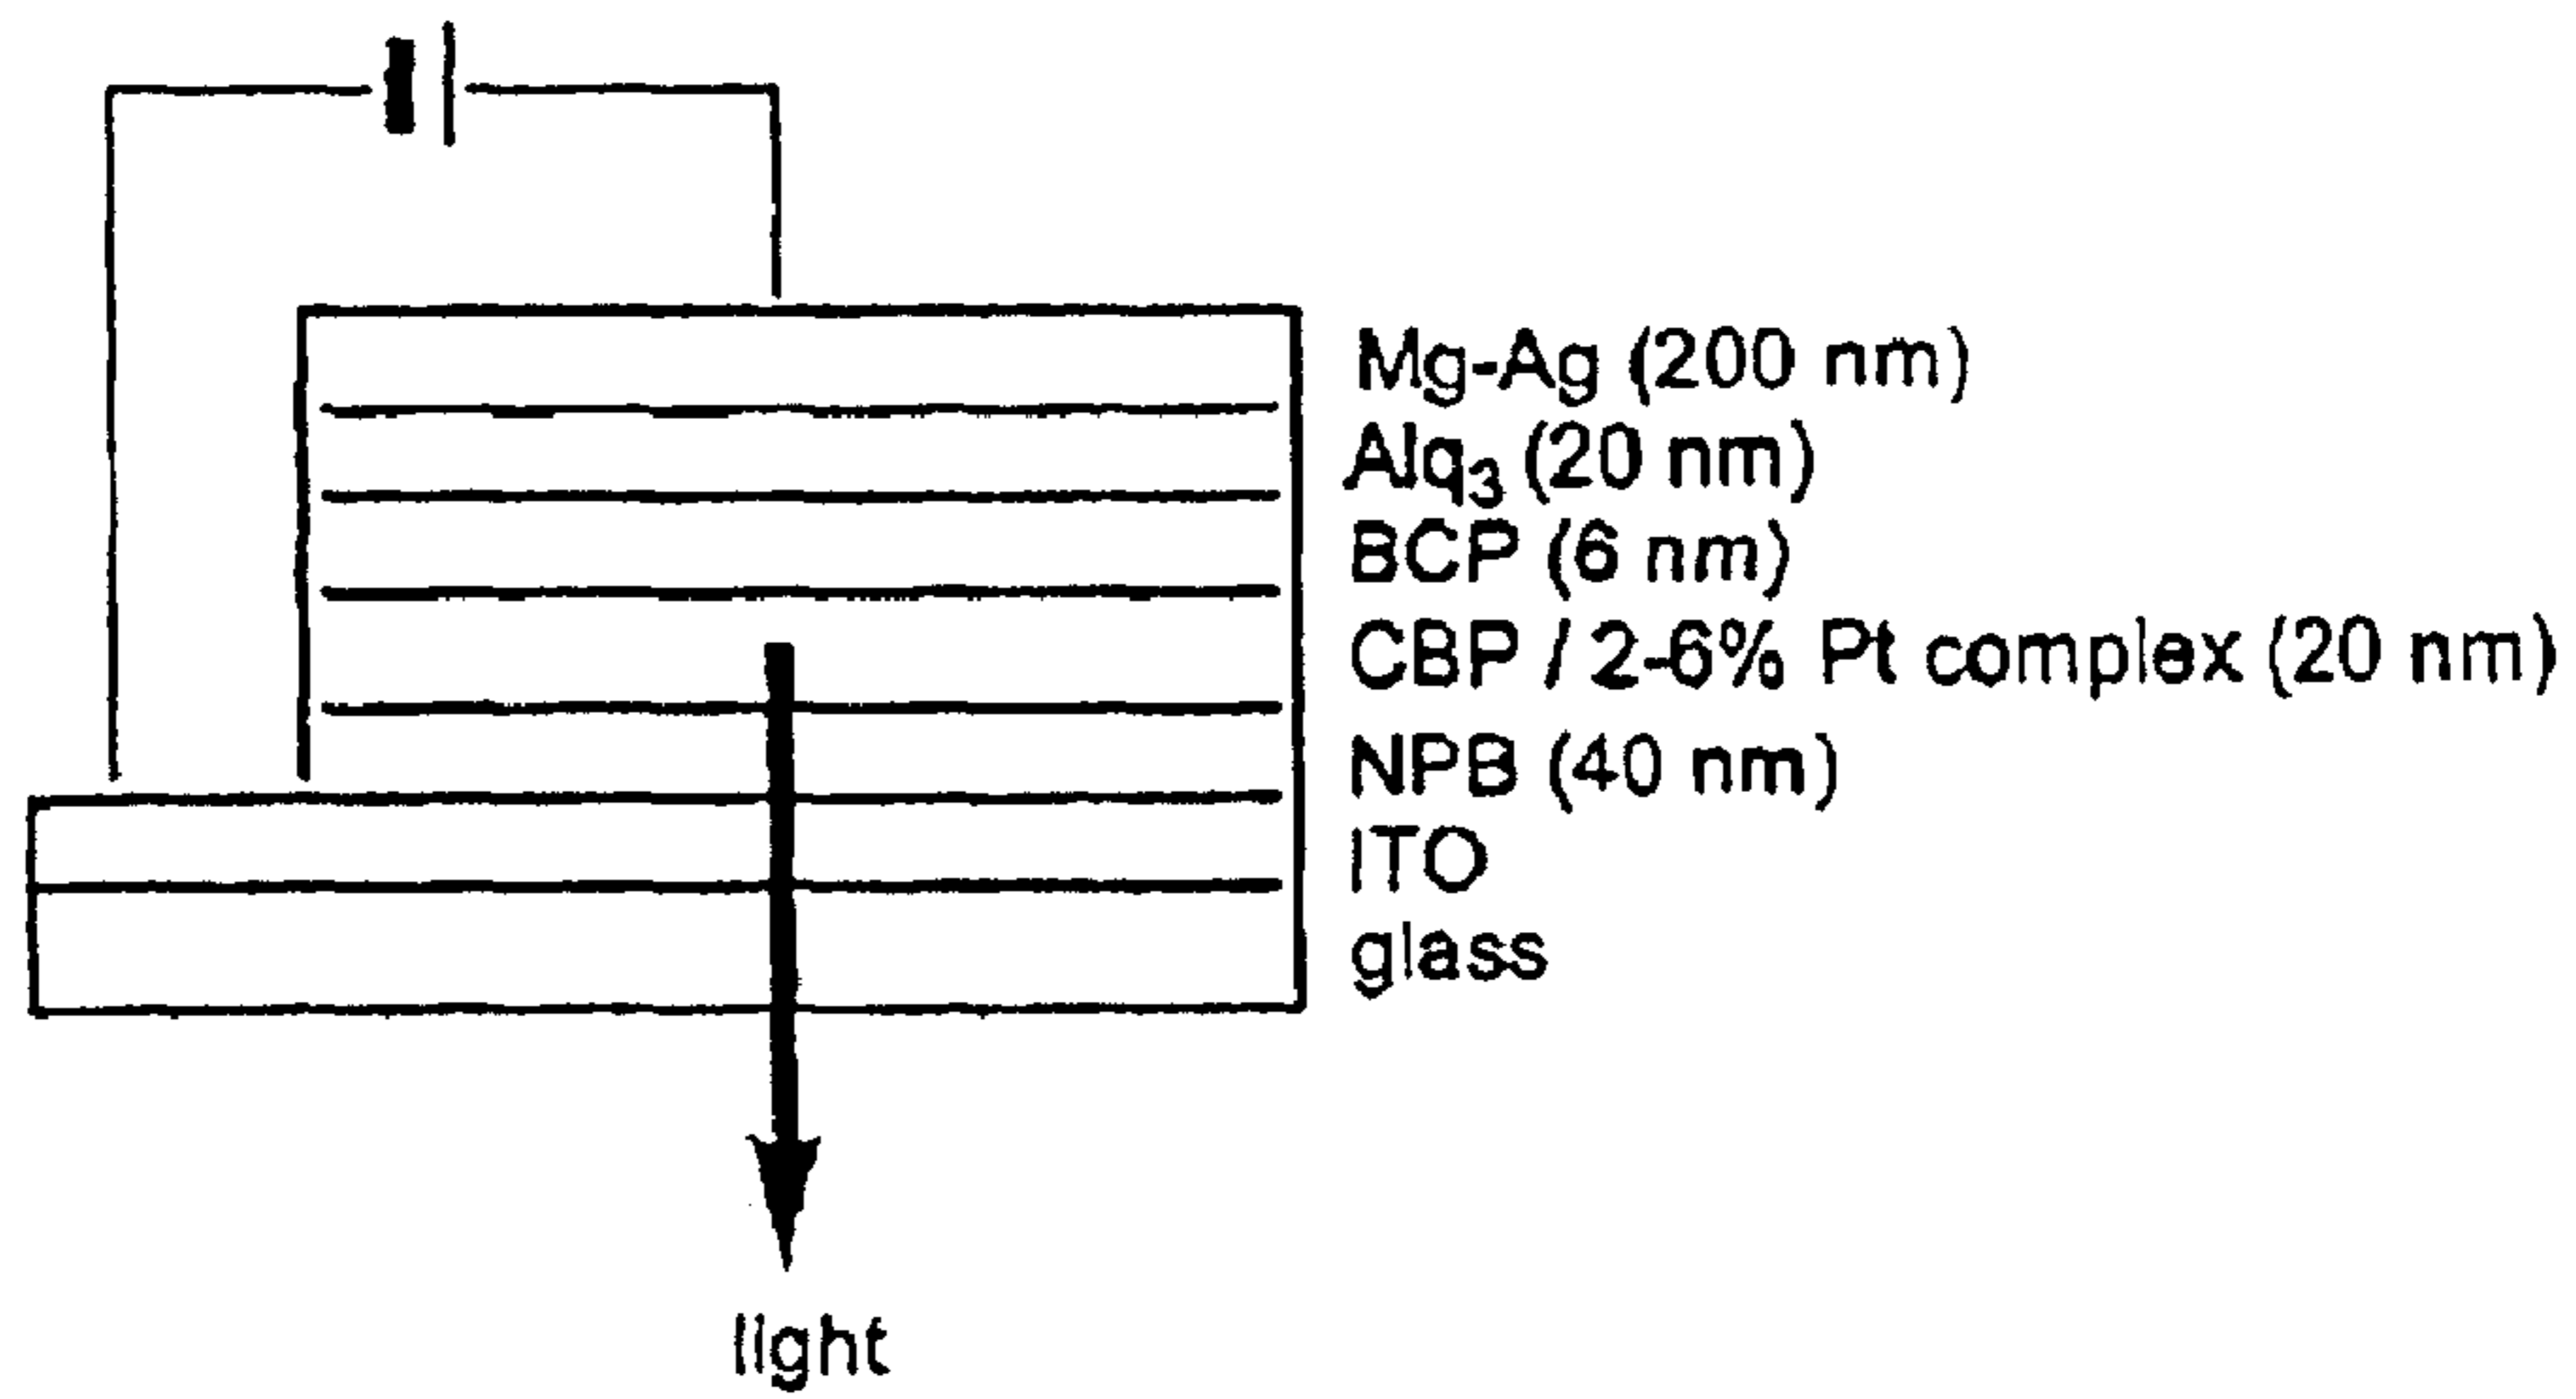 Mg-Ag (200 nm)
Alq₃ (20 nm)
BCP (6 nm)
CBP / 2-6% Pt complex (20 nm)
NPB (40 nm)
ITO
glass
light